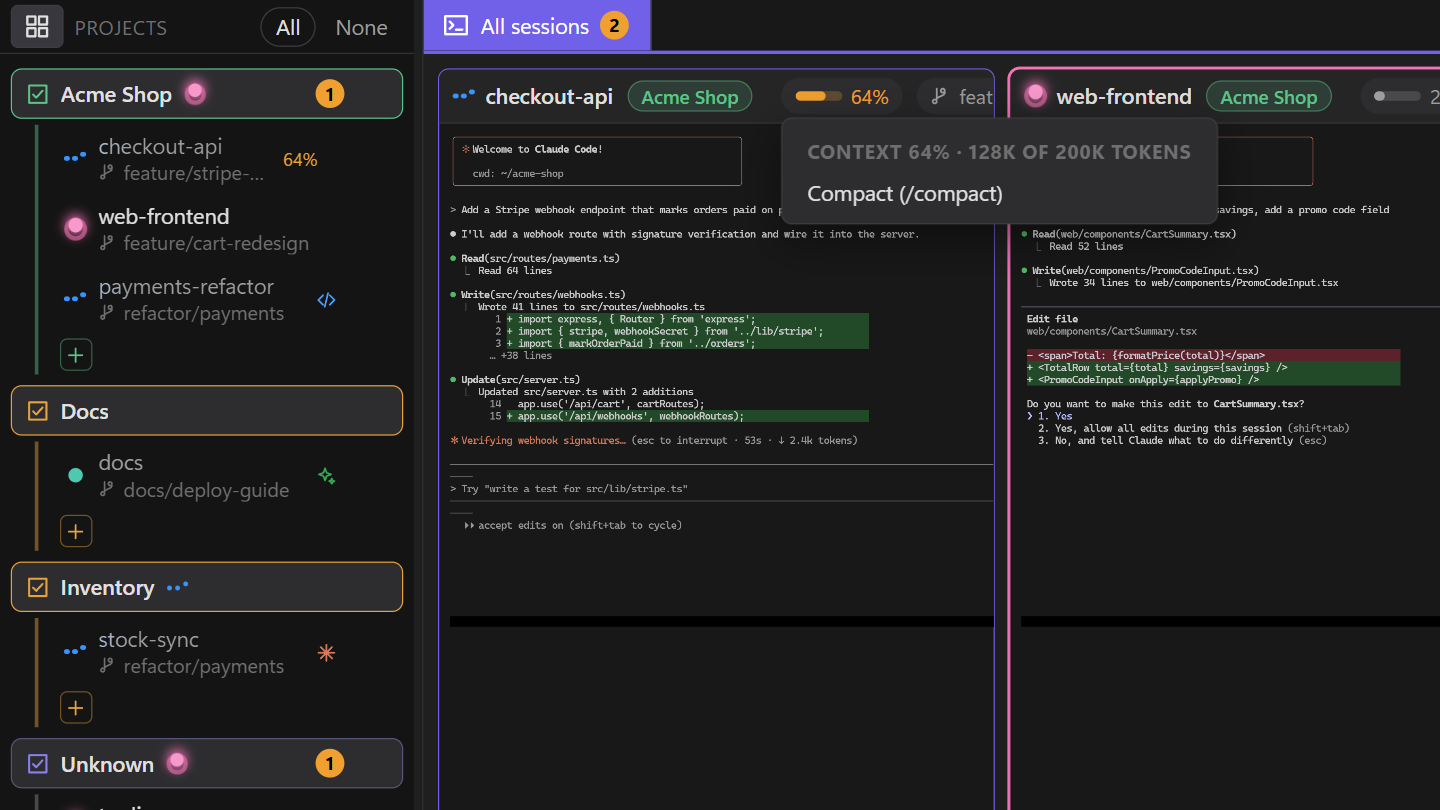 PROJECTS
All
None
Acme Shop
1
checkout-api
64%
feature/stripe-...
web-frontend
feature/cart-redesign
payments-refactor
refactor/payments
Docs
docs
docs/deploy-guide
Inventory
stock-sync
refactor/payments
Unknown
1
All sessions 2
checkout-api
Acme Shop
64%
feat
CONTEXT 64% · 128K OF 200K TOKENS
Compact (/compact)
✻ Welcome to Claude Code!
cwd: ~/acme-shop
> Add a Stripe webhook endpoint that marks orders paid on
● I'll add a webhook route with signature verification and wire it into the server.
● Read(src/routes/payments.ts)
⎿ Read 64 lines
● Write(src/routes/webhooks.ts)
⎿ Wrote 41 lines to src/routes/webhooks.ts
1 + import express, { Router } from 'express';
2 + import { stripe, webhookSecret } from '../lib/stripe';
3 + import { markOrderPaid } from '../orders';
… +38 lines
● Update(src/server.ts)
⎿ Updated src/server.ts with 2 additions
14 app.use('/api/cart', cartRoutes);
15 + app.use('/api/webhooks', webhookRoutes);
✻ Verifying webhook signatures… (esc to interrupt · 53s · ↓ 2.4k tokens)
> Try "write a test for src/lib/stripe.ts"
⏵⏵ accept edits on (shift+tab to cycle)
web-frontend
Acme Shop
2
savings, add a promo code field
● Read(web/components/CartSummary.tsx)
⎿ Read 52 lines
● Write(web/components/PromoCodeInput.tsx)
⎿ Wrote 34 lines to web/components/PromoCodeInput.tsx
Edit file
web/components/CartSummary.tsx
- <span>Total: {formatPrice(total)}</span>
+ <TotalRow total={total} savings={savings} />
+ <PromoCodeInput onApply={applyPromo} />
Do you want to make this edit to CartSummary.tsx?
❯ 1. Yes
2. Yes, allow all edits during this session (shift+tab)
3. No, and tell Claude what to do differently (esc)